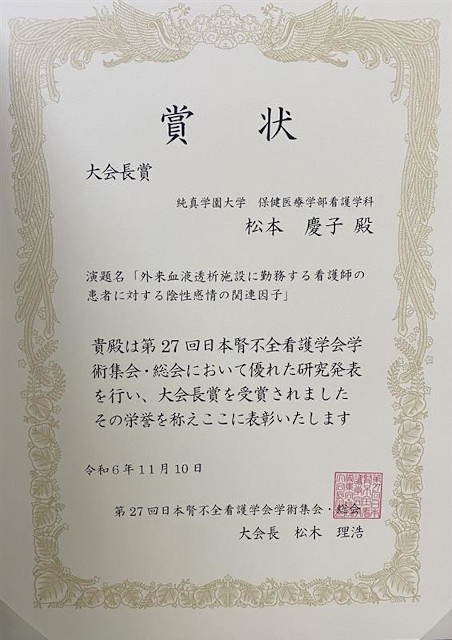 賞状
大会長賞
純真学園大学 保健医療学部看護学科
松本 慶子 殿
演題名「外来血液透析施設に勤務する看護師の
患者に対する陰性感情の関連因子」
貴殿は第27回日本腎不全看護学会学
術集会・総会において優れた研究発表
を行い、大会長賞を受賞されました
その栄誉を称えここに表彰いたします
令和6年11月10日
第27回日本腎不全看護学会学術集会・総会
大会長 松木 理浩